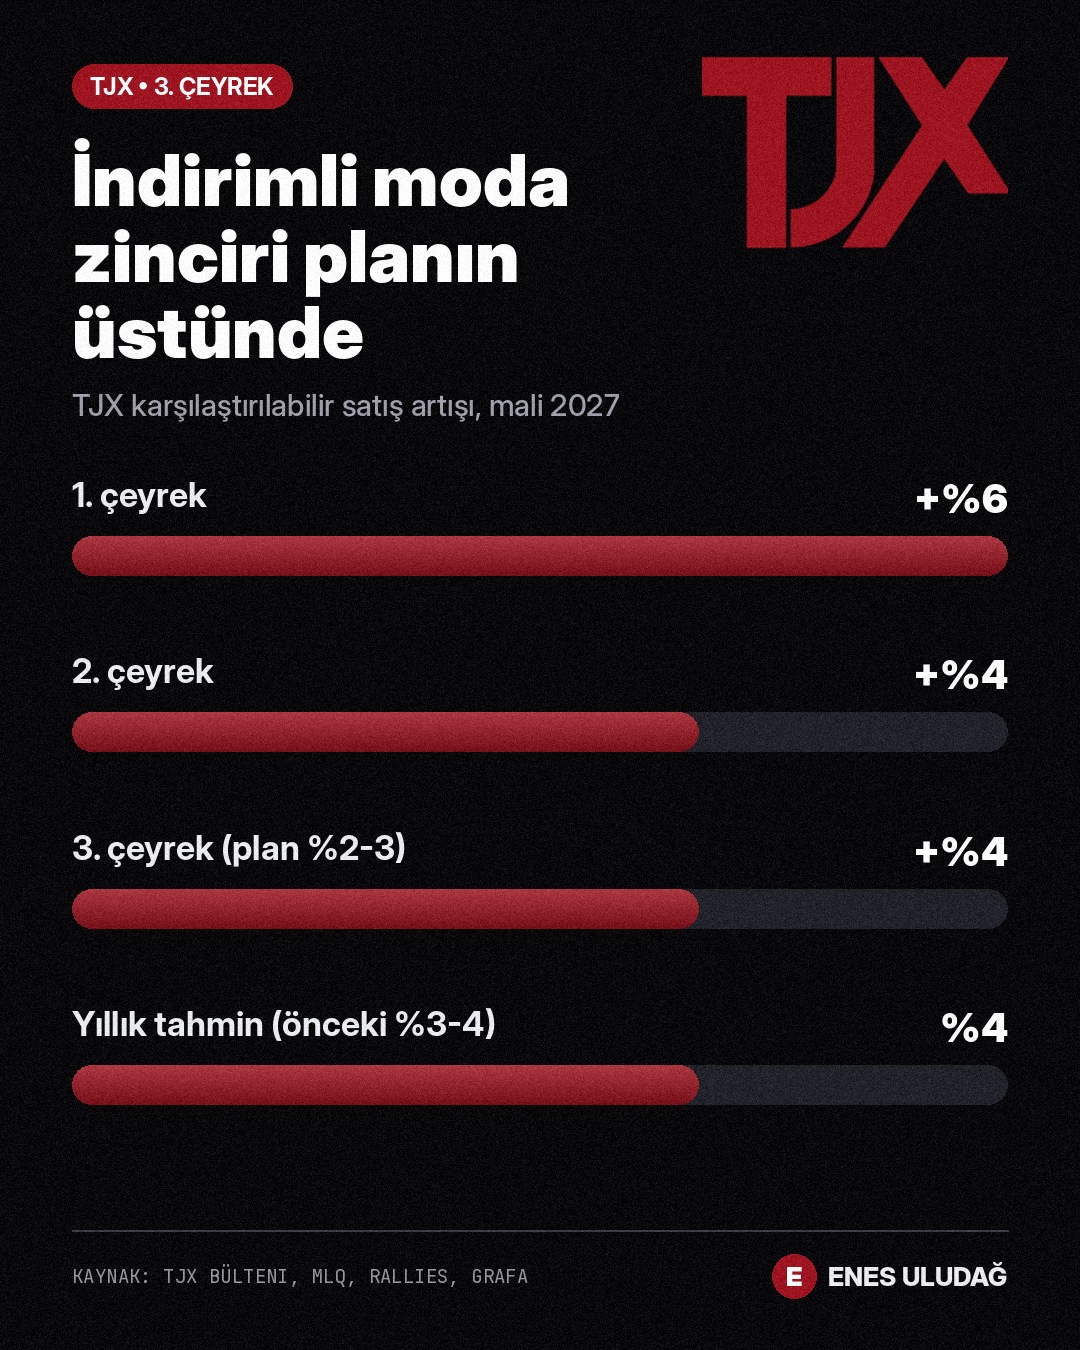 TJX • 3. ÇEYREK
TJX
İndirimli moda
zinciri planın
üstünde
TJX karşılaştırılabilir satış artışı, mali 2027
1. çeyrek
+%6
2. çeyrek
+%4
3. çeyrek (plan %2-3)
+%4
Yıllık tahmin (önceki %3-4)
%4
KAYNAK: TJX BÜLTENI, MLQ, RALLIES, GRAFA
E ENES ULUDAĞ